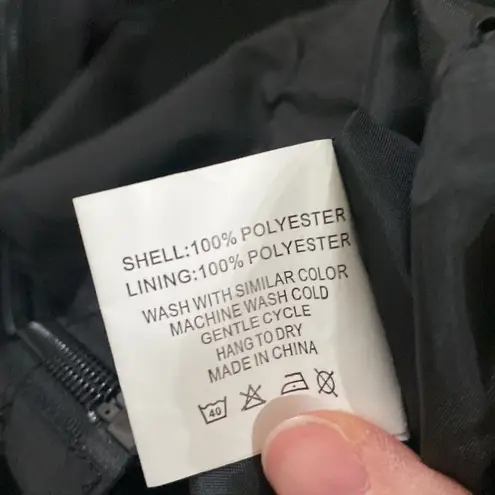 SHELL:100% POLYESTER
LINING:100% POLYESTER
WASH WITH SIMILAR COLOR
MACHINE WASH COLD
GENTLE CYCLE
HANG TO DRY
MADE IN CHINA
40